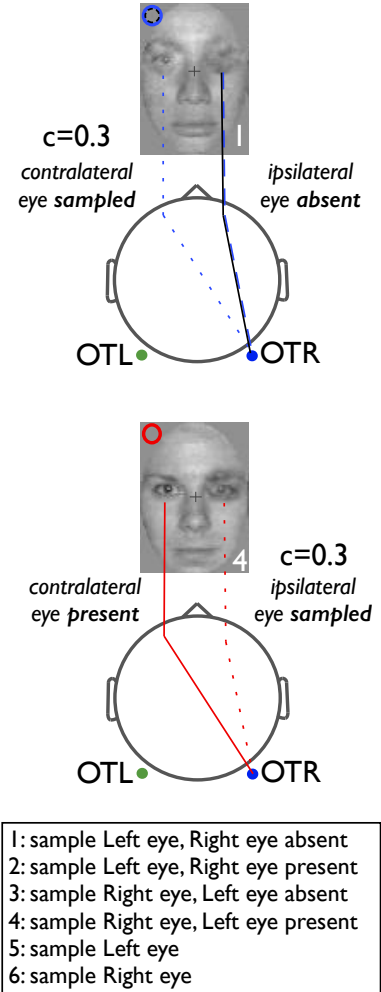 1
c=0.3
contralateral
eye sampled
ipsilateral
eye absent
OTL
OTR
4
contralateral
eye present
c=0.3
ipsilateral
eye sampled
OTL
OTR
1: sample Left eye, Right eye absent
2: sample Left eye, Right eye present
3: sample Right eye, Left eye absent
4: sample Right eye, Left eye present
5: sample Left eye
6: sample Right eye